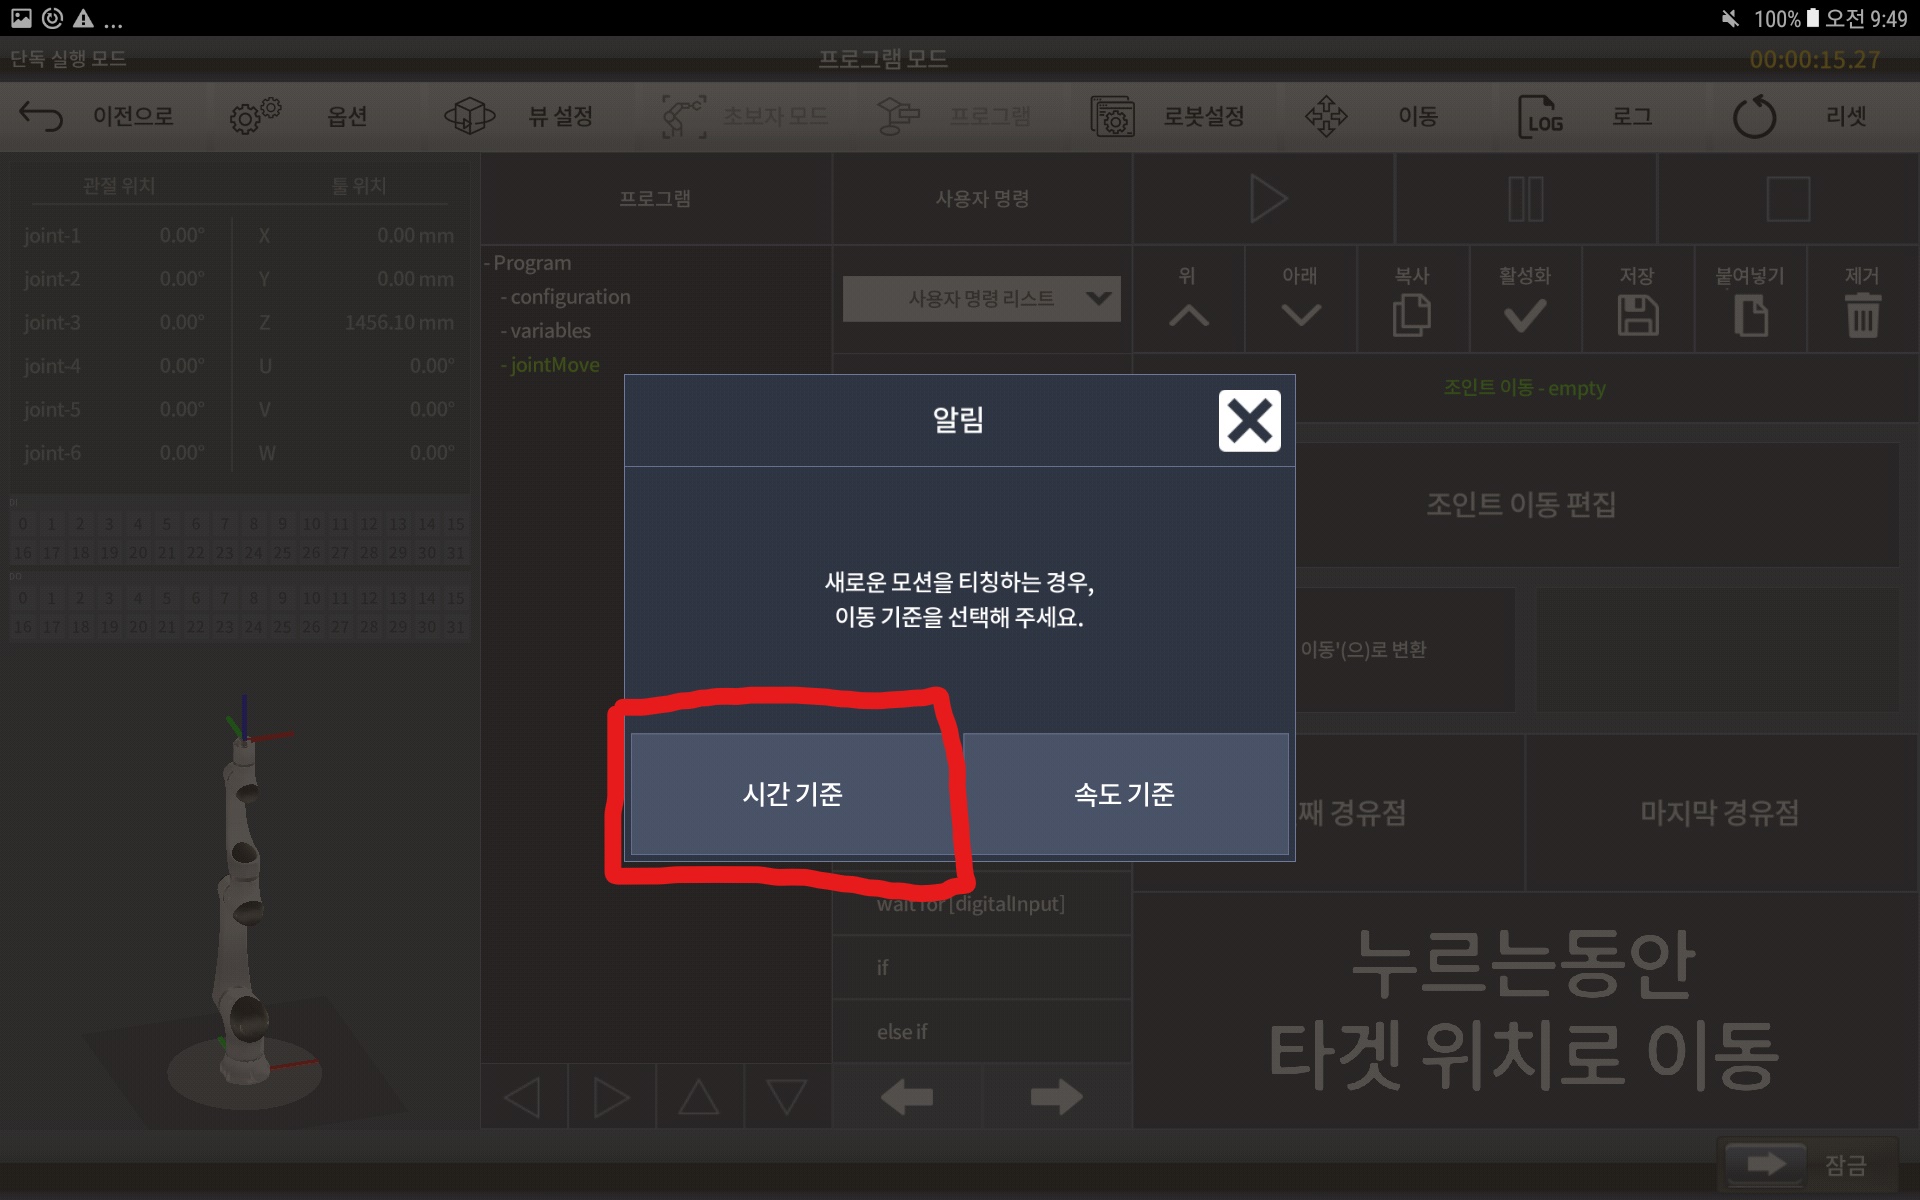 ...
100% 오전 9:49
단독 실행 모드
프로그램 모드
00:00:15.27
이전으로
옵션
뷰 설정
초보자 모드
프로그램
로봇설정
이동
LOG
로그
리셋
관절 위치 툴 위치
joint-1 0.00° X 0.00 mm
joint-2 0.00° Y 0.00 mm
joint-3 0.00° Z 1456.10 mm
joint-4 0.00° U 0.00°
joint-5 0.00° V 0.00°
joint-6 0.00° W 0.00°
DI
0 1 2 3 4 5 6 7 8 9 10 11 12 13 14 15
16 17 18 19 20 21 22 23 24 25 26 27 28 29 30 31
DO
0 1 2 3 4 5 6 7 8 9 10 11 12 13 14 15
16 17 18 19 20 21 22 23 24 25 26 27 28 29 30 31
프로그램
- Program
- configuration
- variables
- jointMove
사용자 명령
사용자 명령 리스트
wait for [digitalInput]
if
else if
위
아래
복사
활성화
저장
붙여넣기
제거
조인트 이동 - empty
조인트 이동 편집
이동'(으)로 변환
째 경유점
마지막 경유점
누르는동안
타겟 위치로 이동
잠금
알림
새로운 모션을 티칭하는 경우,
이동 기준을 선택해 주세요.
시간 기준
속도 기준